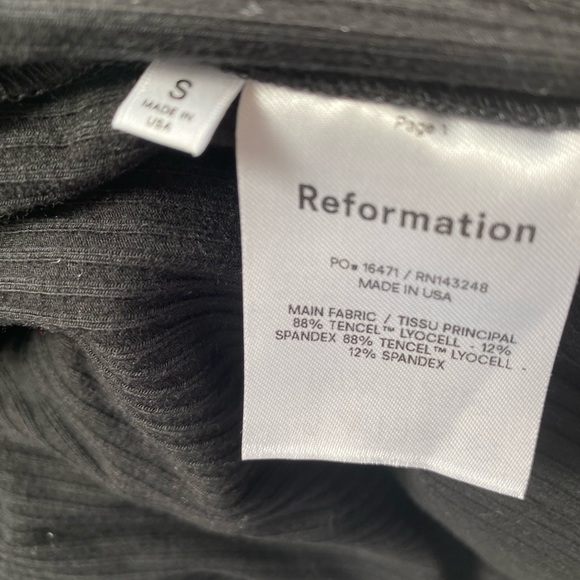 S
MADE IN
USA
Page 1
Reformation
PO# 16471 / RN143248
MADE IN USA
MAIN FABRIC / TISSU PRINCIPAL
88% TENCEL™ LYOCELL - 12%
SPANDEX 88% TENCEL™ LYOCELL -
12% SPANDEX